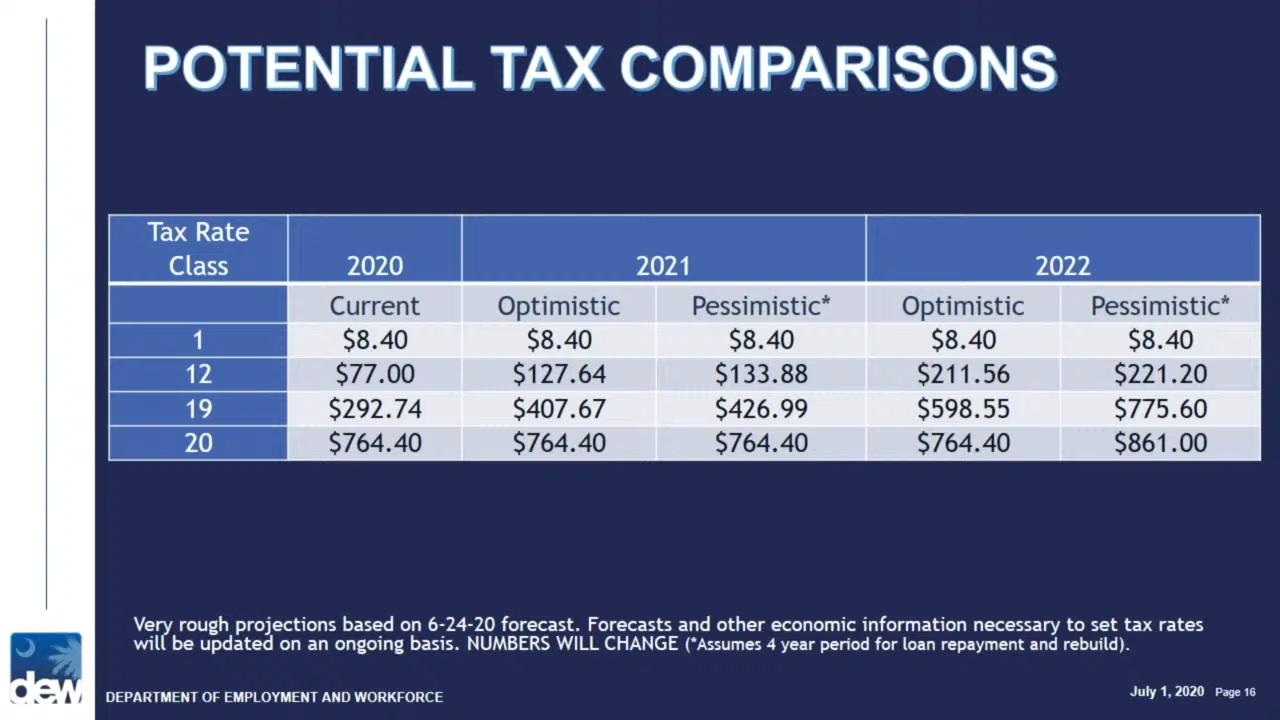 POTENTIAL TAX COMPARISONS
Tax Rate
Class 2020 2021 2022
Current Optimistic Pessimistic* Optimistic Pessimistic*
1 $8.40 $8.40 $8.40 $8.40 $8.40
12 $77.00 $127.64 $133.88 $211.56 $221.20
19 $292.74 $407.67 $426.99 $598.55 $775.60
20 $764.40 $764.40 $764.40 $764.40 $861.00
Very rough projections based on 6-24-20 forecast. Forecasts and other economic information necessary to set tax rates
will be updated on an ongoing basis. NUMBERS WILL CHANGE (*Assumes 4 year period for loan repayment and rebuild).
dew
DEPARTMENT OF EMPLOYMENT AND WORKFORCE
July 1, 2020 Page 16